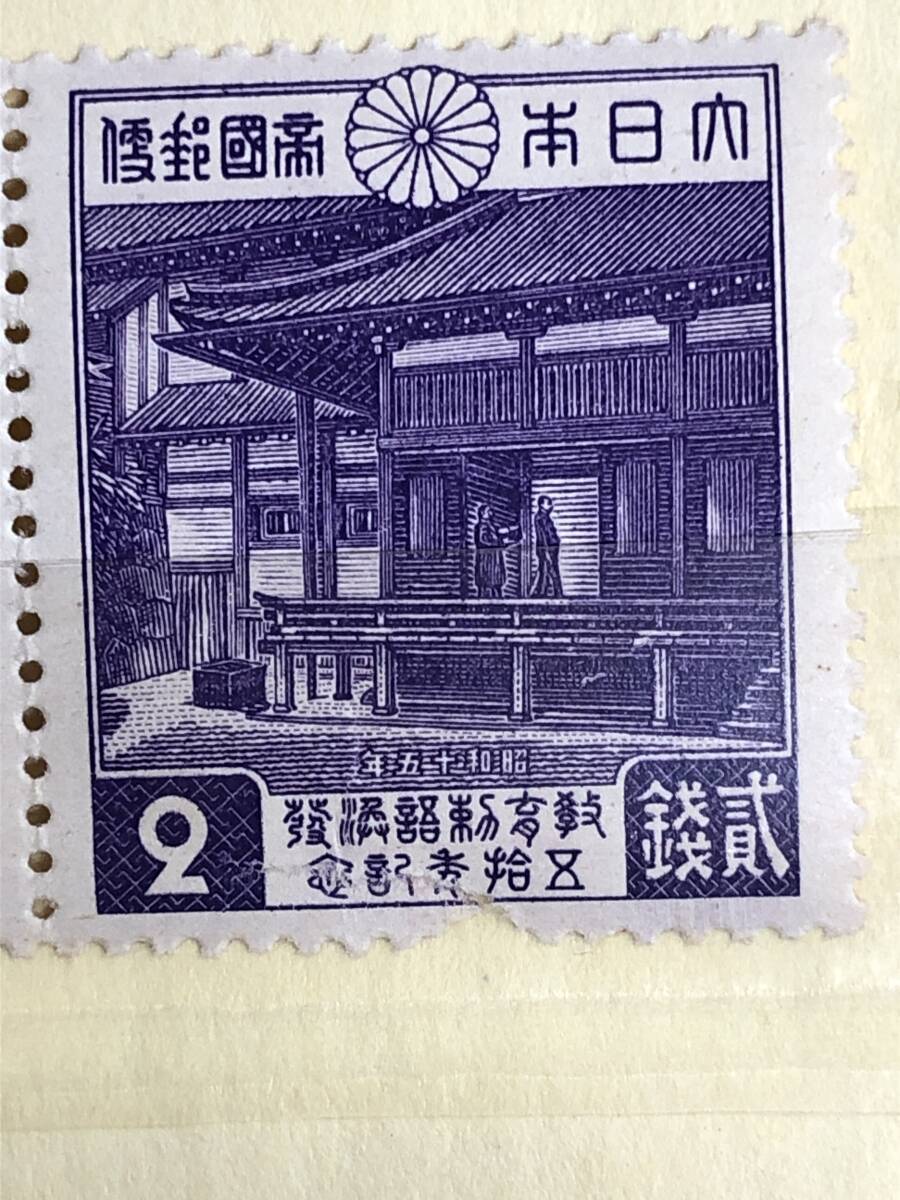 大日本帝國郵便
昭和十五年
教育勅語渙發
五拾年記念
貳錢
2